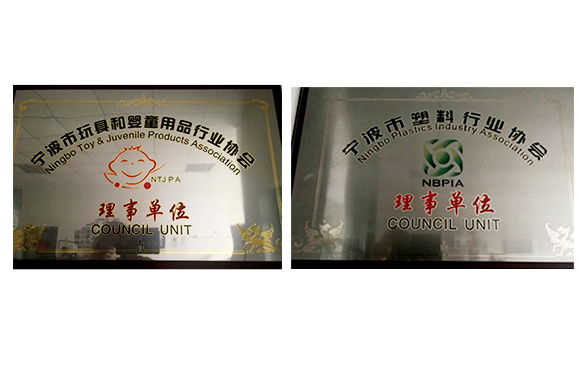 宁波市玩具和婴童用品行业协会
Ningbo Toy & Juvenile Products Association
NTJPA
理事单位
COUNCIL UNIT
宁波市塑料行业协会
Ningbo Plastics Industry Association
NBPIA
理事单位
COUNCIL UNIT